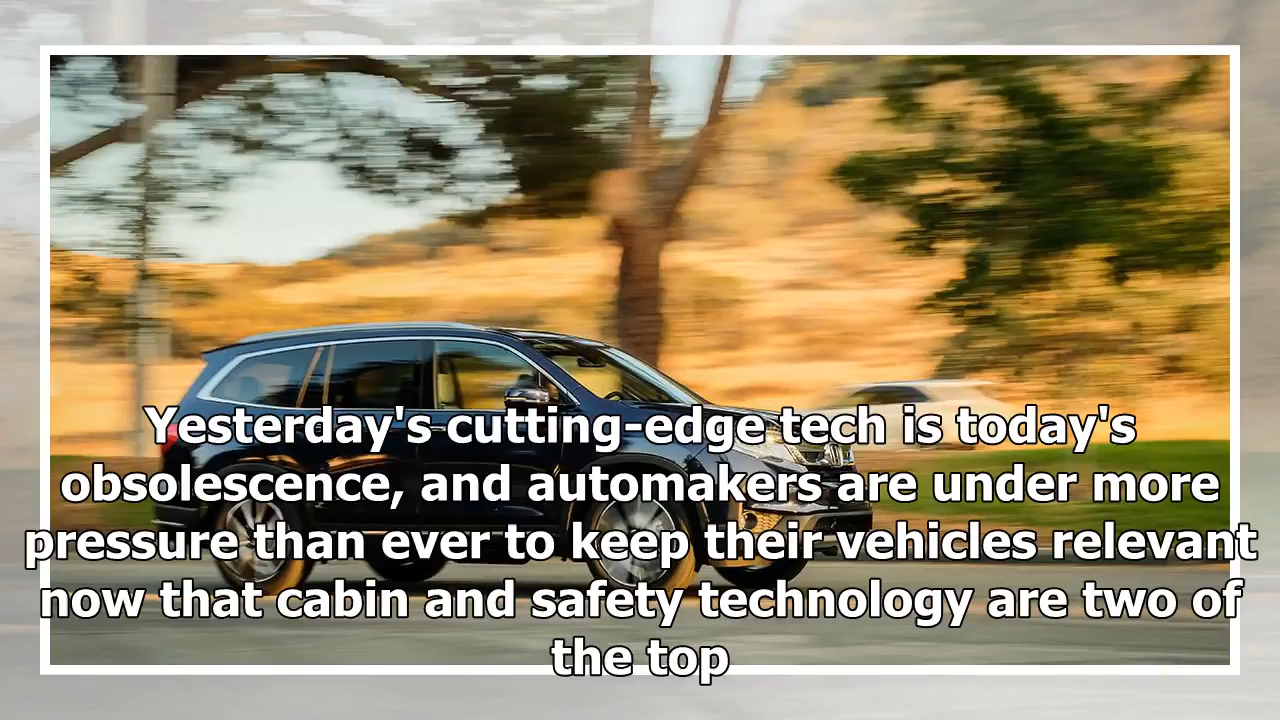 Yesterday's cutting-edge tech is today's
obsolescence, and automakers are under more
pressure than ever to keep their vehicles relevant
now that cabin and safety technology are two of
the top